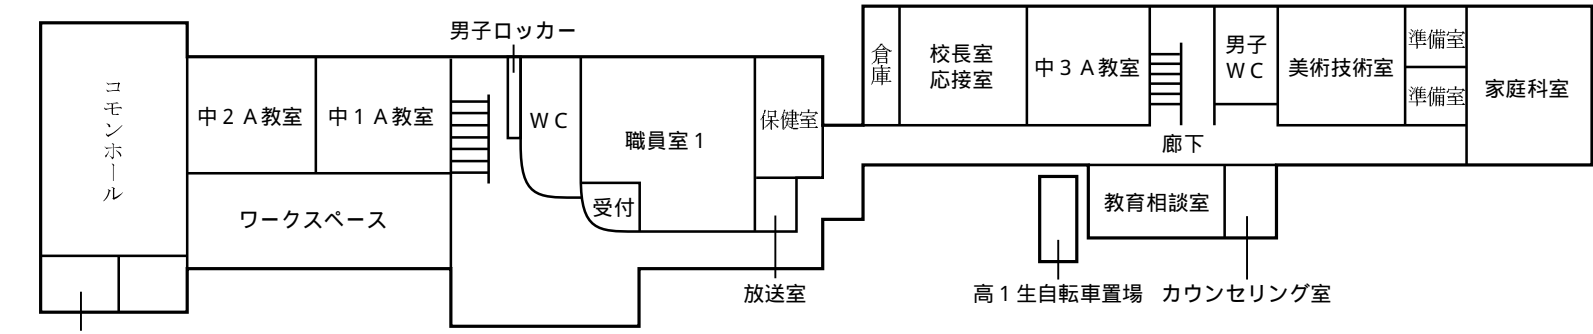 コモンホール
中2A教室
中1A教室
ワークスペース
男子ロッカー
WC
職員室1
受付
保健室
放送室
倉庫
校長室
応接室
中3A教室
男子
WC
美術技術室
準備室
準備室
家庭科室
廊下
教育相談室
高1生自転車置場
カウンセリング室